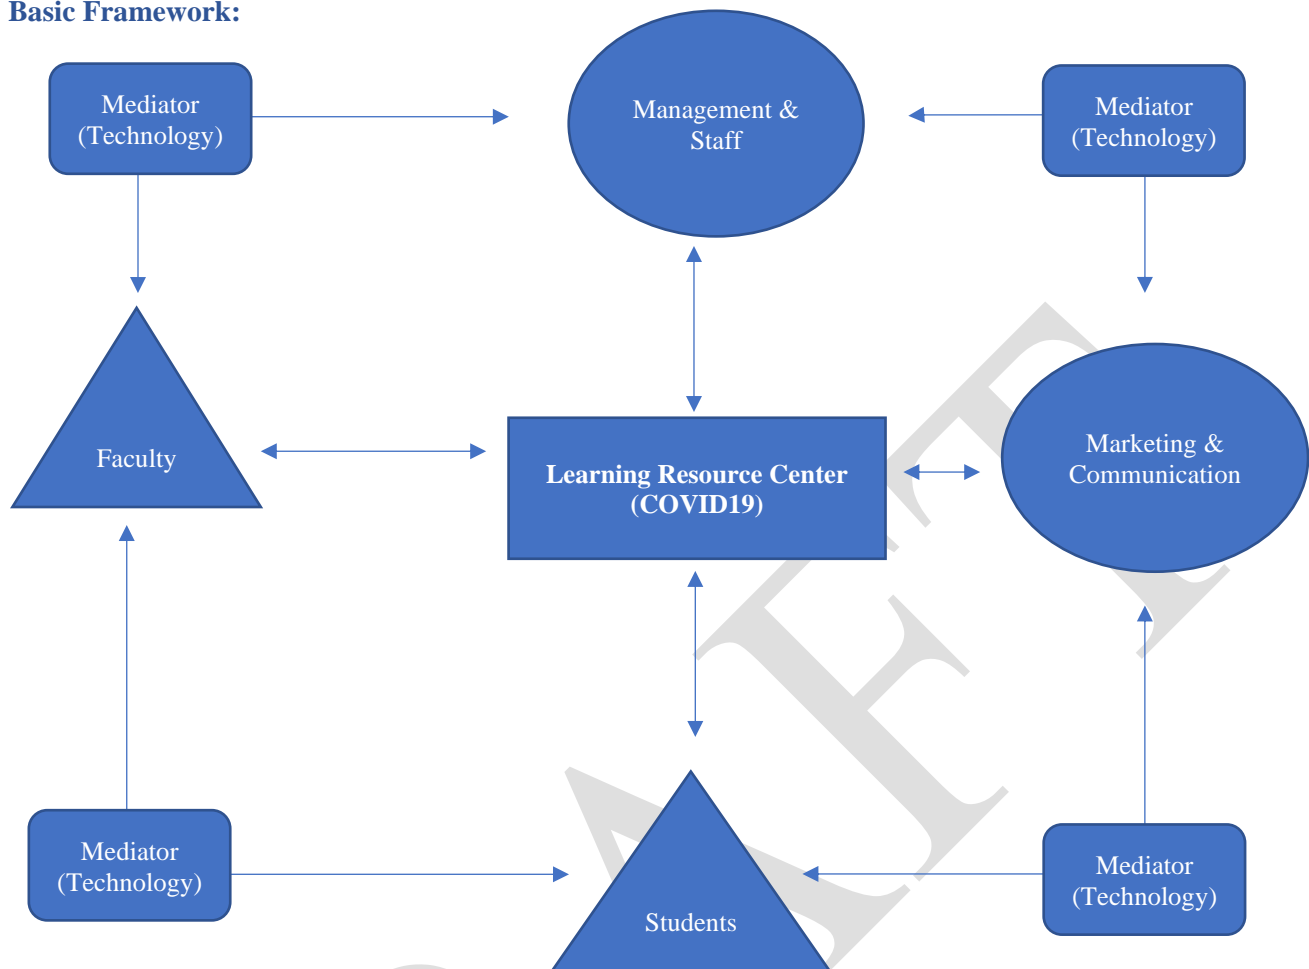 Basic Framework:
Mediator
(Technology)
Management &
Staff
Mediator
(Technology)
Faculty
Learning Resource Center
(COVID19)
Marketing &
Communication
Mediator
(Technology)
Students
Mediator
(Technology)